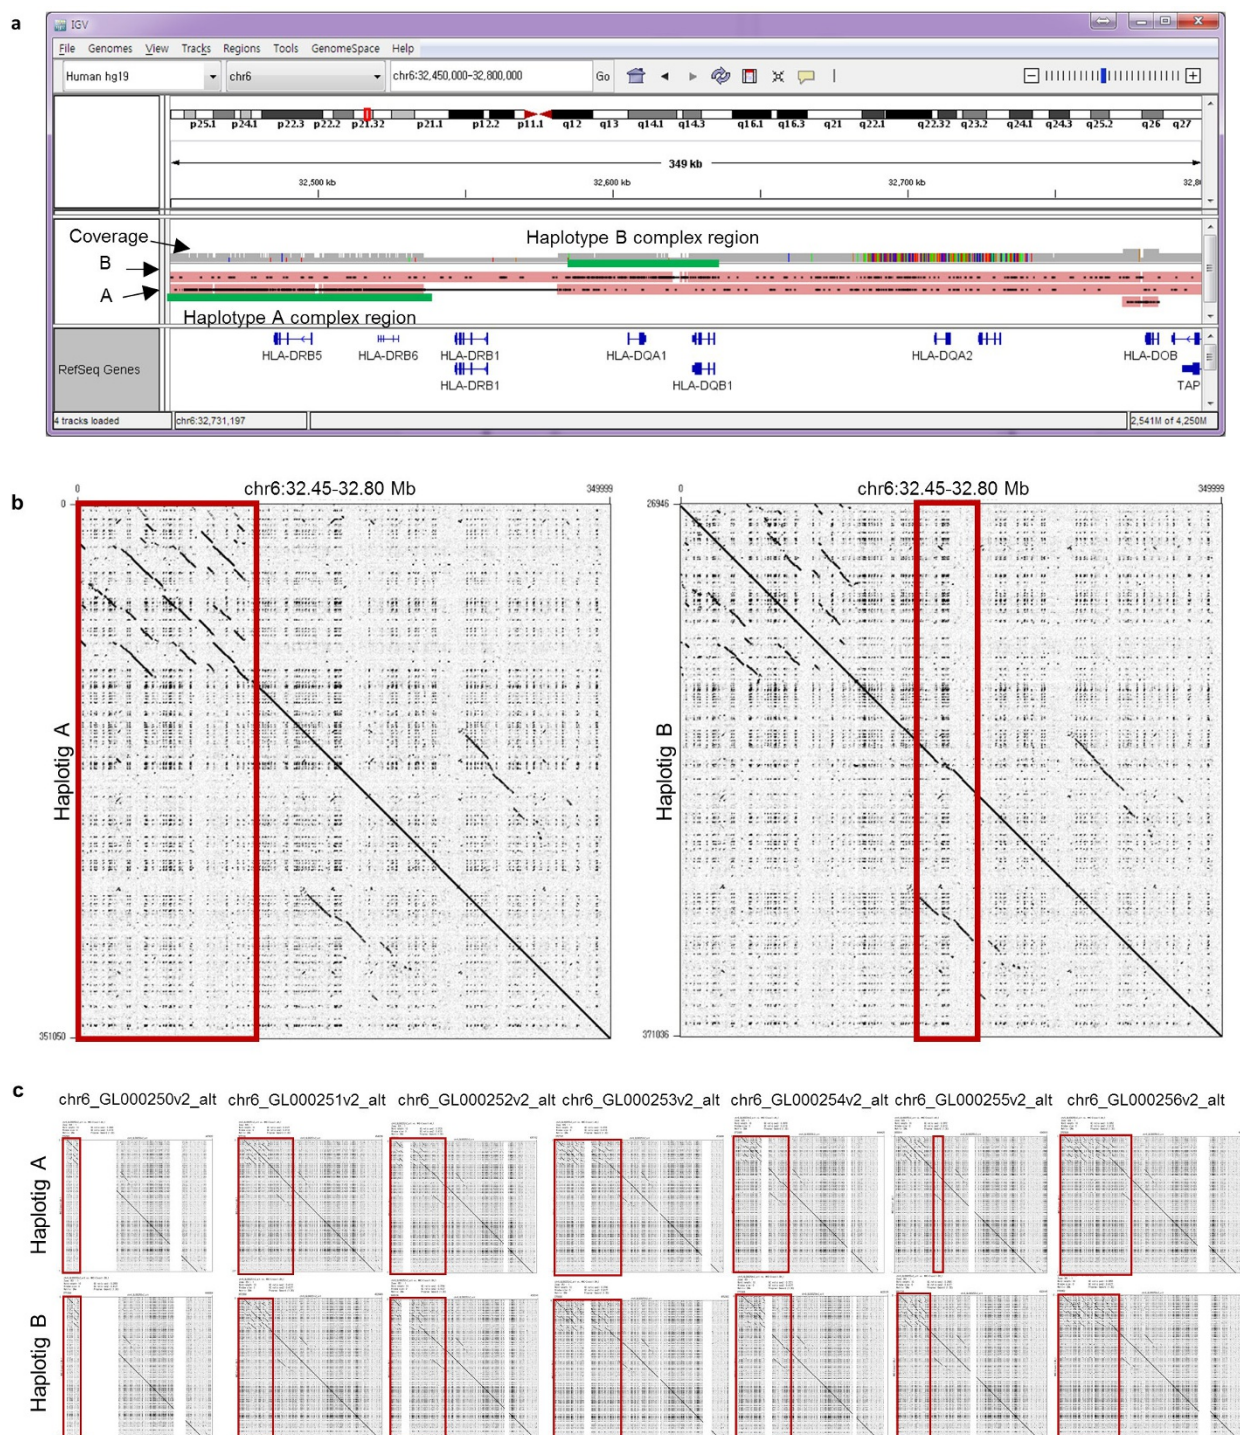 a
IGV
File Genomes View Tracks Regions Tools GenomeSpace Help
Human hg19 chr6 chr6:32,450,000-32,800,000 Go
p25.1 p24.1 p22.3 p22.2 p21.32 p21.1 p12.2 p11.1 q12 q13 q14.1 q14.3 q16.1 q16.3 q21 q22.1 q22.32 q23.2 q24.1 q24.3 q25.2 q26 q27
349 kb
32,500 kb 32,600 kb 32,700 kb 32,8
Coverage
Haplotype B complex region
B
A
Haplotype A complex region
RefSeq Genes
HLA-DRB5 HLA-DRB6 HLA-DRB1 HLA-DQA1 HLA-DQA2 HLA-DOB
HLA-DRB1 HLA-DQB1 TAP
4 tracks loaded chr6:32,731,197 2,541M of 4,250M
b
chr6:32.45-32.80 Mb chr6:32.45-32.80 Mb
0 349999 0 349999
0 26946
Haplotig A Haplotig B
351050 371036
c
chr6_GL000250v2_alt chr6_GL000251v2_alt chr6_GL000252v2_alt chr6_GL000253v2_alt chr6_GL000254v2_alt chr6_GL000255v2_alt chr6_GL000256v2_alt
Haplotig A
Haplotig B